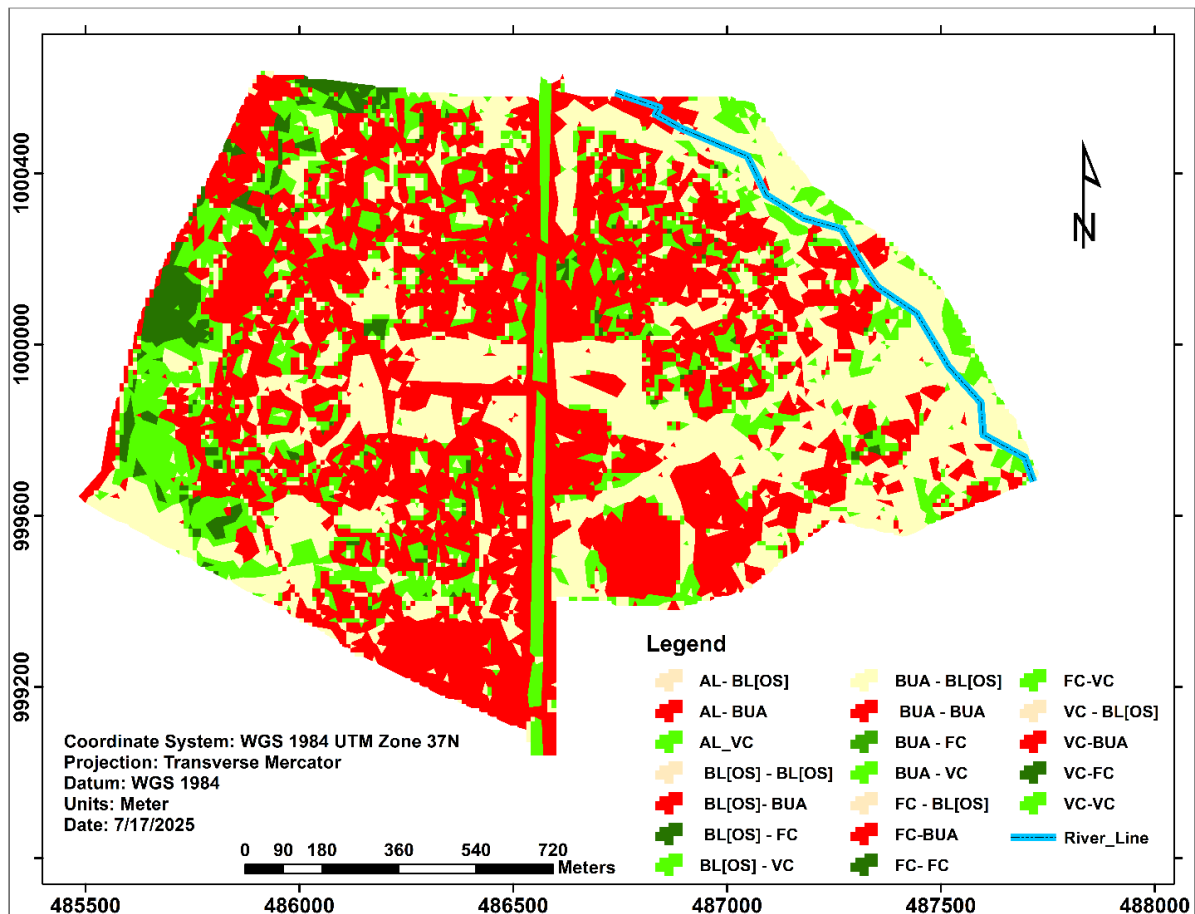 1000400
1000000
999600
999200
N
Legend
AL- BL[OS]
AL- BUA
AL_VC
BL[OS] - BL[OS]
BL[OS]- BUA
BL[OS] - FC
BL[OS] - VC
BUA - BL[OS]
BUA - BUA
BUA - FC
BUA - VC
FC - BL[OS]
FC-BUA
FC- FC
FC-VC
VC - BL[OS]
VC-BUA
VC-FC
VC-VC
River_Line
Coordinate System: WGS 1984 UTM Zone 37N
Projection: Transverse Mercator
Datum: WGS 1984
Units: Meter
Date: 7/17/2025
0 90 180 360 540 720
Meters
485500 486000 486500 487000 487500 488000